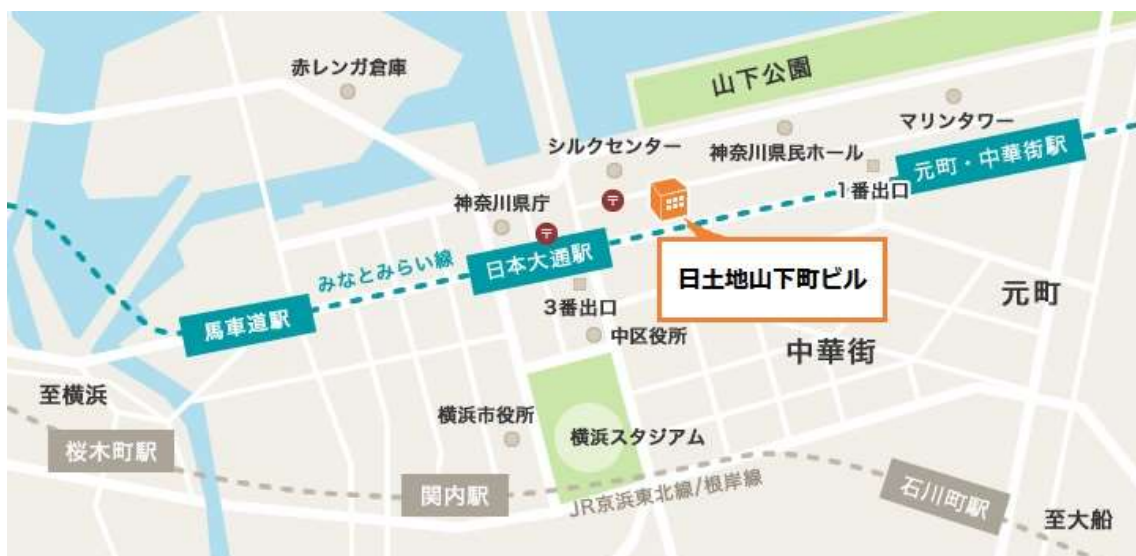 赤レンガ倉庫
山下公園
マリンタワー
シルクセンター
神奈川県民ホール
元町・中華街駅
1番出口
神奈川県庁
〒
〒
日本大通駅
みなとみらい線
日土地山下町ビル
馬車道駅
3番出口
元町
中区役所
中華街
至横浜
横浜市役所
横浜スタジアム
桜木町駅
関内駅
JR京浜東北線/根岸線
石川町駅
至大船